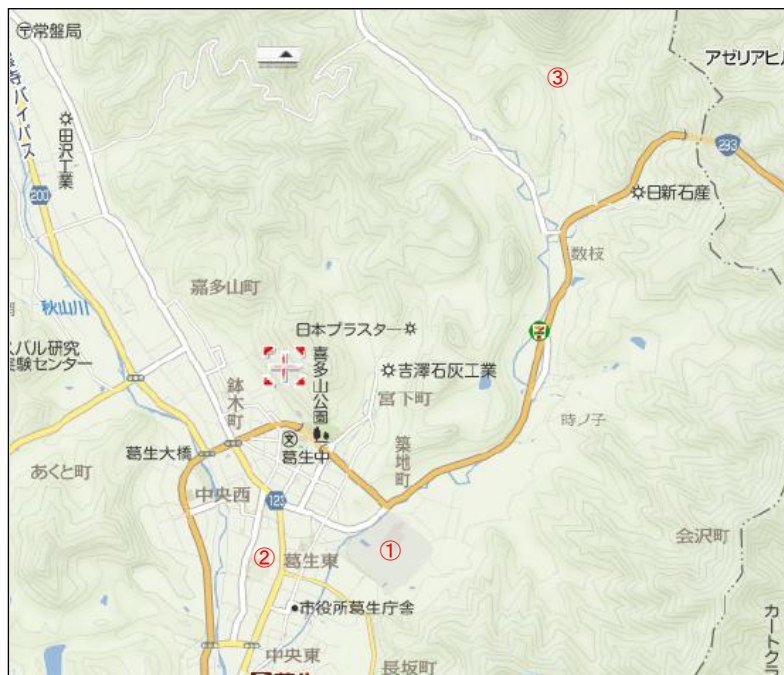 〒常盤局
アゼリアヒル
③
バイパス
田沢工業
293
日新石産
200
数枝
嘉多山町
秋山川
日本プラスター
バル研究
実験センター
喜多山公園
吉澤石灰工業
鉢木町
宮下町
時ノ子
文
葛生中
築地町
葛生大橋
あくと町
中央西
123
会沢町
①
②
葛生東
市役所葛生庁舎
カートクラ
中央東
長坂町